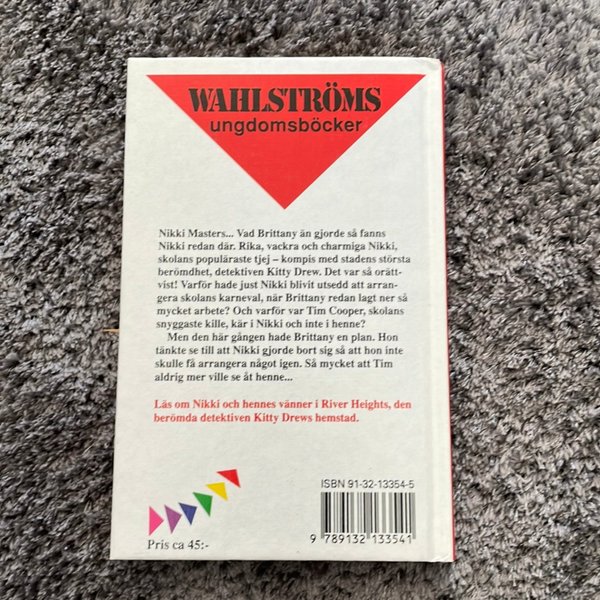 WAHLSTRÖMS
ungdomsböcker
Nikki Masters... Vad Brittany än gjorde så fanns
Nikki redan där. Rika, vackra och charmiga Nikki,
skolans populäraste tjej – kompis med stadens största
berömdhet, detektiven Kitty Drew. Det var så orätt-
vist! Varför hade just Nikki blivit utsedd att arran-
gera skolans karneval, när Brittany redan lagt ner så
mycket arbete? Och varför var Tim Cooper, skolans
snyggaste kille, kär i Nikki och inte i henne?
Men den här gången hade Brittany en plan. Hon
tänkte se till att Nikki gjorde bort sig så att hon inte
skulle få arrangera något igen. Så mycket att Tim
aldrig mer ville se åt henne...
Läs om Nikki och hennes vänner i River Heights, den
berömda detektiven Kitty Drews hemstad.
ISBN 91-32-13354-5
9 789132 133541
Pris ca 45:-